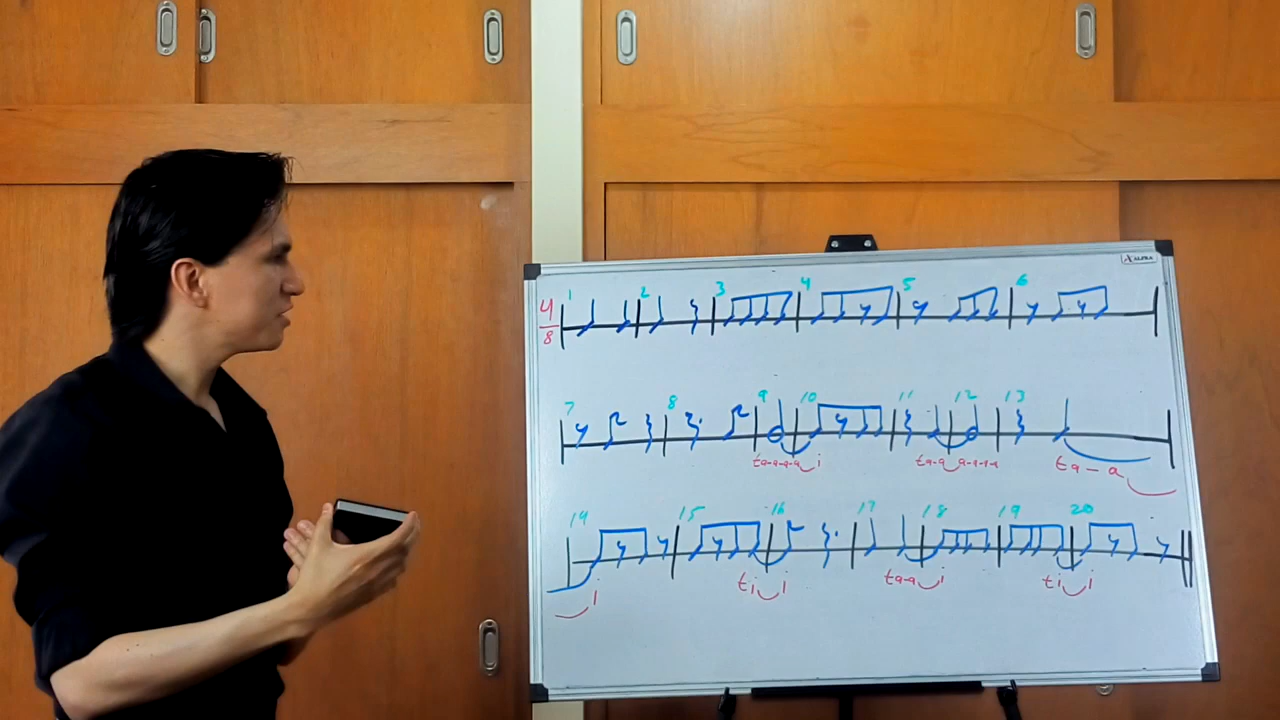 ALPHA
1 2 3 4 5 6
4
8
7 8 9 10 11 12 13
ta-a-a-a i ta-a a-a-a-a ta-a
14 15 16 17 18 19 20
i ti i ta-a i ti i